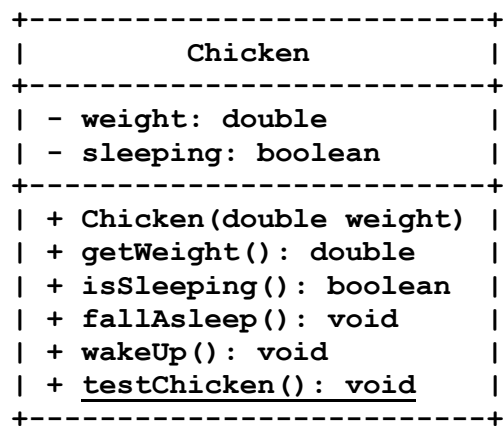 +--------------------------+
|         Chicken          |
+--------------------------+
| - weight: double         |
| - sleeping: boolean      |
+--------------------------+
| + Chicken(double weight) |
| + getWeight(): double    |
| + isSleeping(): boolean  |
| + fallAsleep(): void     |
| + wakeUp(): void         |
| + testChicken(): void    |
+--------------------------+